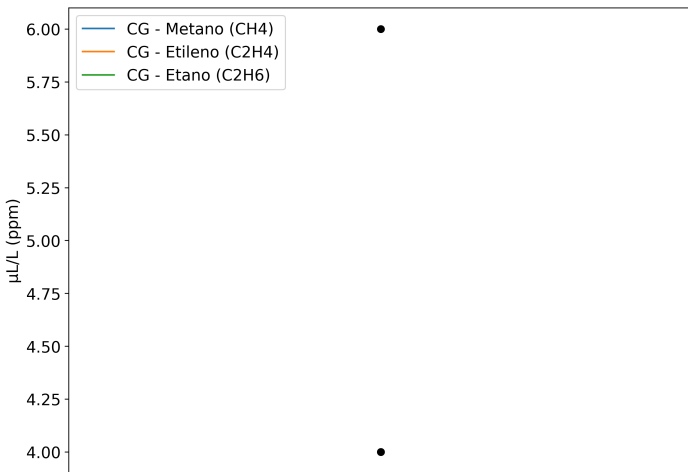 CG - Metano (CH4)
CG - Etileno (C2H4)
CG - Etano (C2H6)
6.00
5.75
5.50
5.25
5.00
4.75
4.50
4.25
4.00
µL/L (ppm)